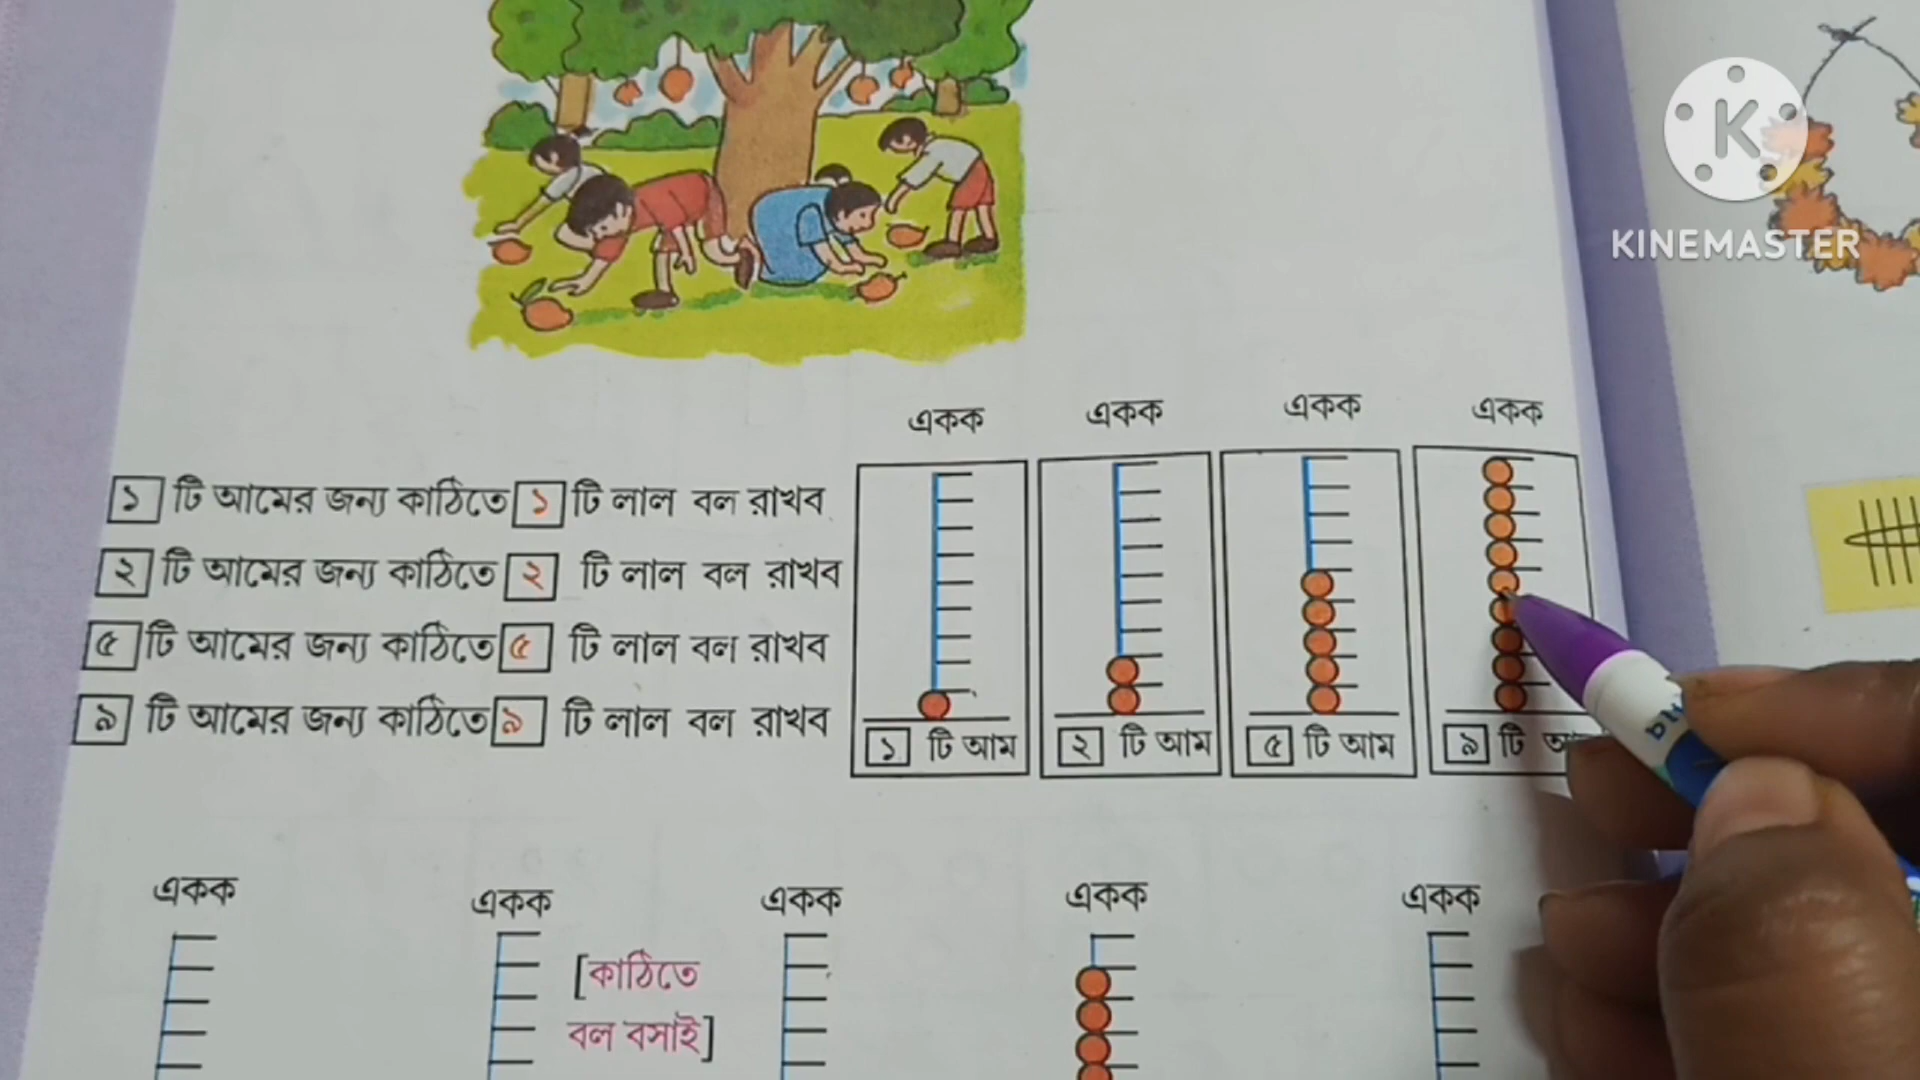 K
KINEMASTER
একক একক একক একক
১ টি আমের জন্য কাঠিতে ১ টি লাল বল রাখব
২ টি আমের জন্য কাঠিতে ২ টি লাল বল রাখব
৫ টি আমের জন্য কাঠিতে ৫ টি লাল বল রাখব
৯ টি আমের জন্য কাঠিতে ৯ টি লাল বল রাখব
১ টি আম ২ টি আম ৫ টি আম ৯ টি
একক একক একক একক একক
[কাঠিতে
বল বসাই]